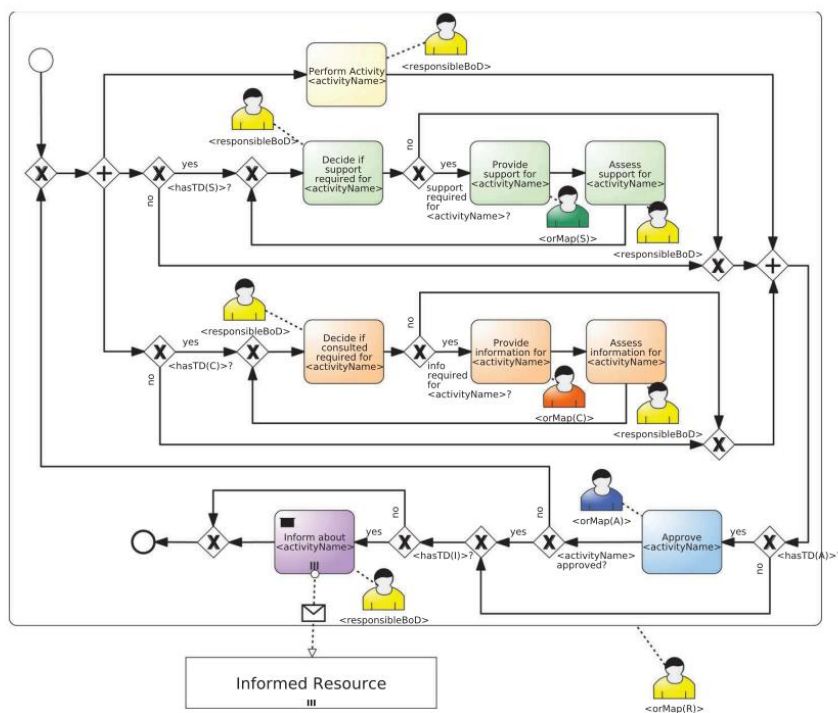 Perform Activity
<activityName>
<responsibleBoD>
<responsibleBoD>
Decide if
support
required for
<activityName>
no
yes
Provide
support for
<activityName>
Assess
support for
<activityName>
yes
<hasTD(S)>?
no
support
required
for
<activityName>?
<orMap(S)>
<responsibleBoD>
<responsibleBoD>
Decide if
consulted
required for
<activityName>
no
yes
Provide
information for
<activityName>
Assess
information for
<activityName>
yes
<hasTD(C)>?
no
info
required
for
<activityName>?
<orMap(C)>
<responsibleBoD>
Inform about
<activityName>
yes
no
<hasTD(I)>?
yes
no
<activityName>
approved?
<orMap(A)>
Approve
<activityName>
yes
<hasTD(A)>?
no
<responsibleBoD>
Informed Resource
<orMap(R)>